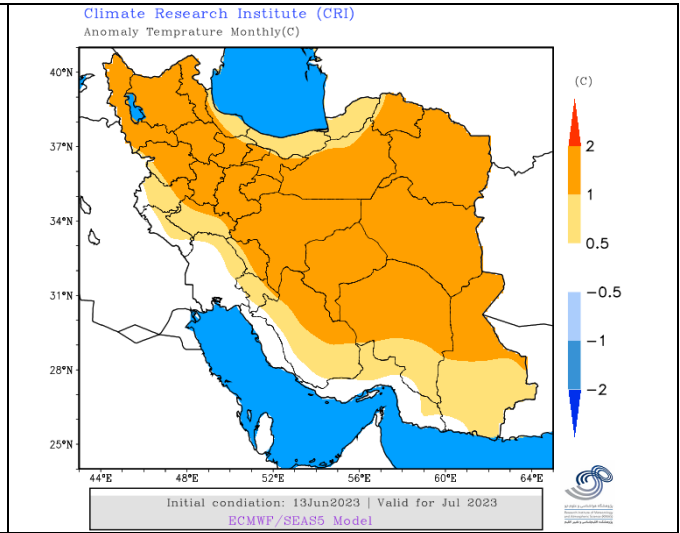 Climate Research Institute (CRI)
Anomaly Temprature Monthly(C)
(C)
40°N
37°N
34°N
31°N
28°N
25°N
2
1
0.5
−0.5
−1
−2
44°E 48°E 52°E 56°E 60°E 64°E
Initial condiation: 13Jun2023 | Valid for Jul 2023
ECMWF/SEAS5 Model